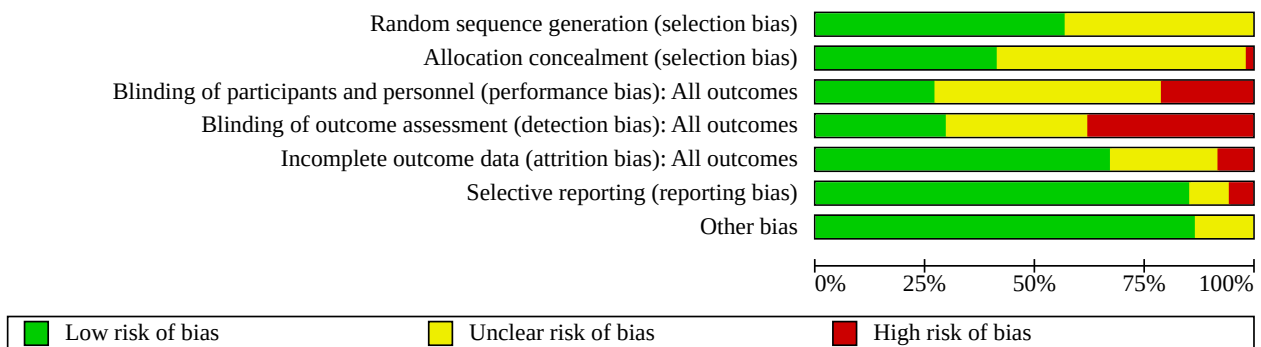 Random sequence generation (selection bias)
Allocation concealment (selection bias)
Blinding of participants and personnel (performance bias): All outcomes
Blinding of outcome assessment (detection bias): All outcomes
Incomplete outcome data (attrition bias): All outcomes
Selective reporting (reporting bias)
Other bias
0% 25% 50% 75% 100%
Low risk of bias Unclear risk of bias High risk of bias